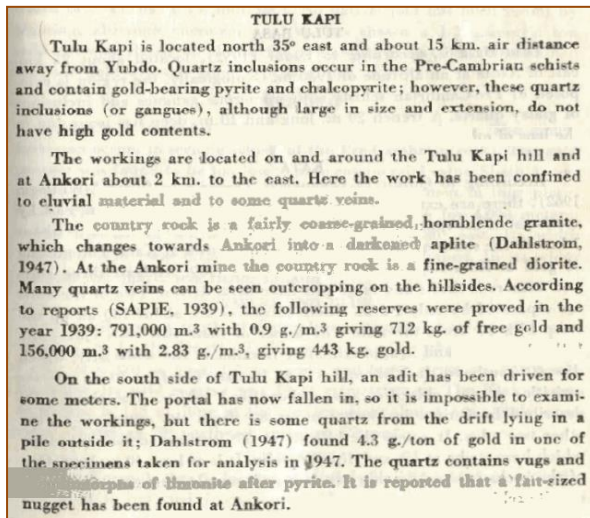 TULU KAPI
Tulu Kapi is located north 35º east and about 15 km. air distance
away from Yubdo. Quartz inclusions occur in the Pre-Cambrian schists
and contain gold-bearing pyrite and chalcopyrite; however, these quartz
inclusions (or gangues), although large in size and extension, do not
have high gold contents.
The workings are located on and around the Tulu Kapi hill and
at Ankori about 2 km. to the east. Here the work has been confined
to eluvial material and to some quartz veins.
The country rock is a fairly coarse-grained, hornblende granite,
which changes towards Ankori into a darkened aplite (Dahlstrom,
1947). At the Ankori mine the country rock is a fine-grained diorite.
Many quartz veins can be seen outcropping on the hillsides. According
to reports (SAPIE, 1939), the following reserves were proved in the
year 1939: 791,000 m.³ with 0.9 g./m.³ giving 712 kg. of free gold and
156,000 m.³ with 2.83 g./m.³, giving 443 kg. gold.
On the south side of Tulu Kapi hill, an adit has been driven for
some meters. The portal has now fallen in, so it is impossible to exami-
ne the workings, but there is some quartz from the drift lying in a
pile outside it; Dahlstrom (1947) found 4.3 g./ton of gold in one of
the specimens taken for analysis in 1947. The quartz contains vugs and
of limonite after pyrite. It is reported that a fair-sized
nugget has been found at Ankori.